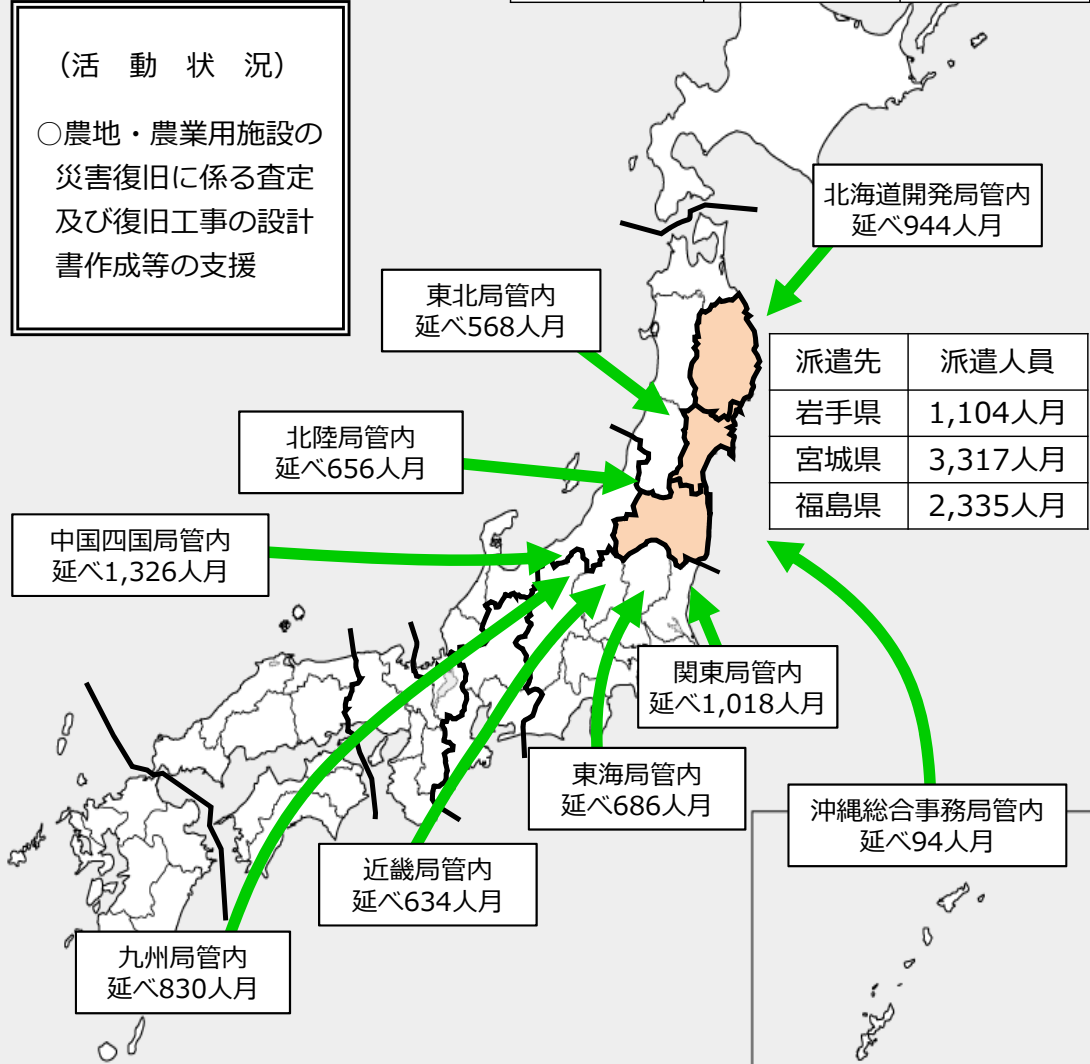 (活　動　状　況)
○農地・農業用施設の
災害復旧に係る査定
及び復旧工事の設計
書作成等の支援
北海道開発局管内
延べ944人月
東北局管内
延べ568人月
派遣先 派遣人員
岩手県 1,104人月
宮城県 3,317人月
福島県 2,335人月
北陸局管内
延べ656人月
中国四国局管内
延べ1,326人月
関東局管内
延べ1,018人月
東海局管内
延べ686人月
沖縄総合事務局管内
延べ94人月
近畿局管内
延べ634人月
九州局管内
延べ830人月